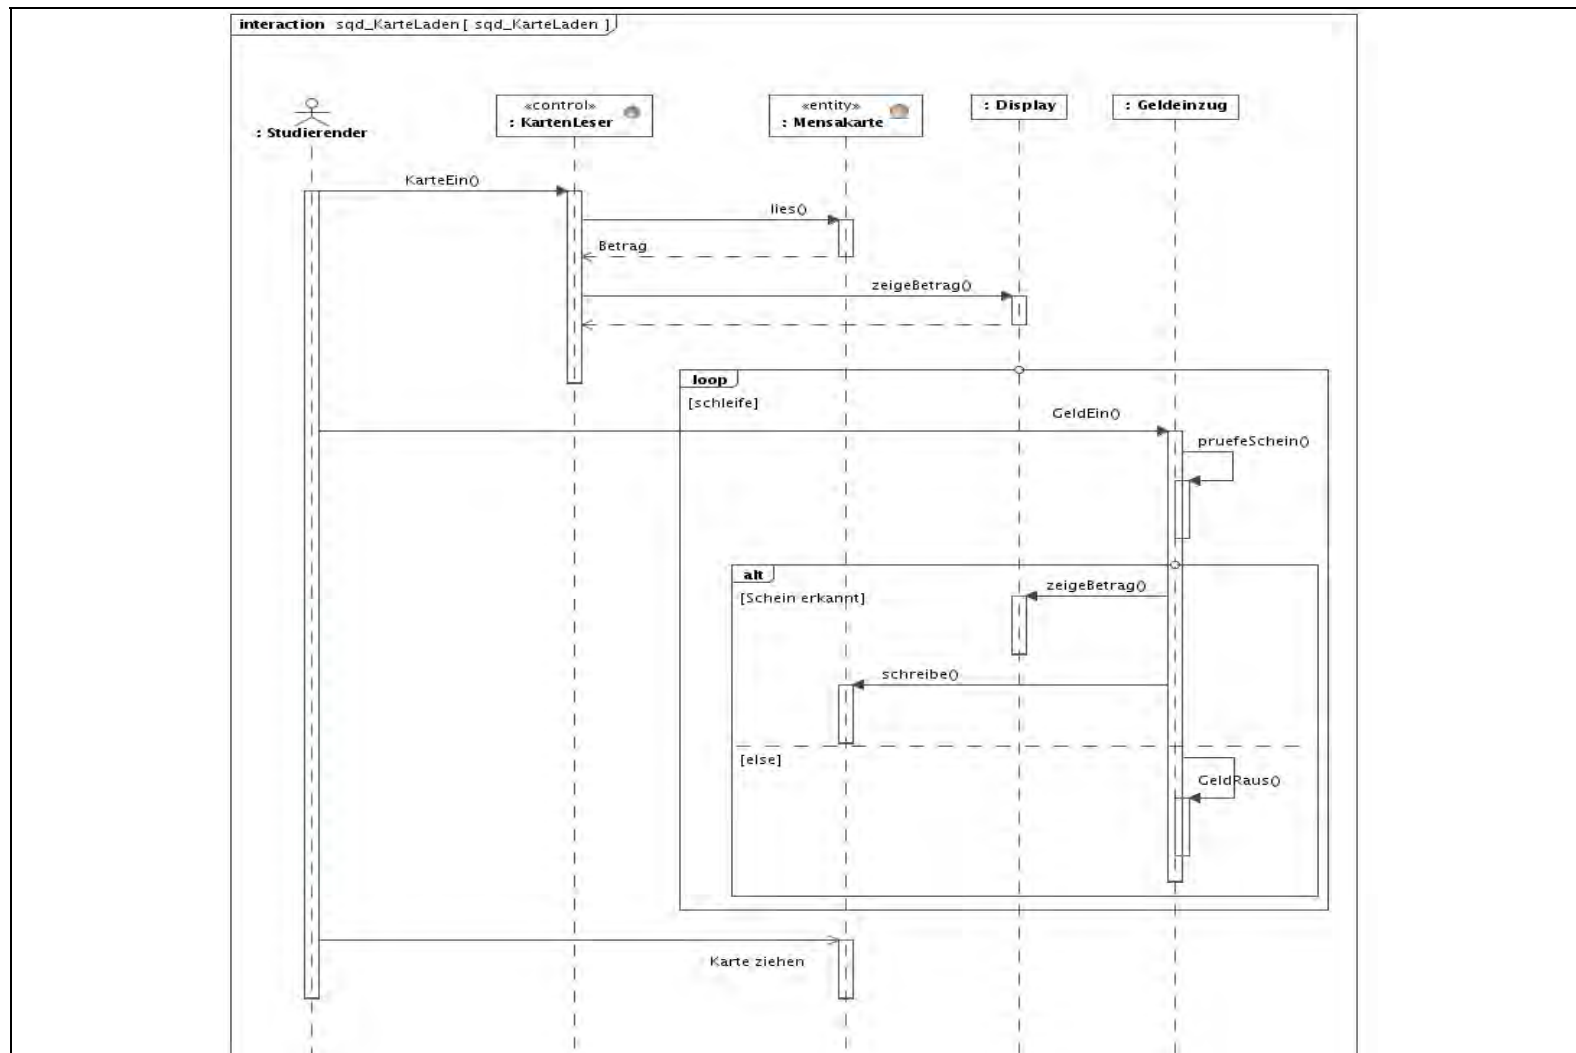 interaction sqd_KarteLaden [ sqd_KarteLaden ]
: Studierender
«control»
: KartenLeser
«entity»
: Mensakarte
: Display
: Geldeinzug
KarteEin()
lies()
Betrag
zeigeBetrag()
loop
[schleife]
GeldEin()
pruefeSchein()
alt
[Schein erkannt]
zeigeBetrag()
schreibe()
[else]
GeldRaus()
Karte ziehen